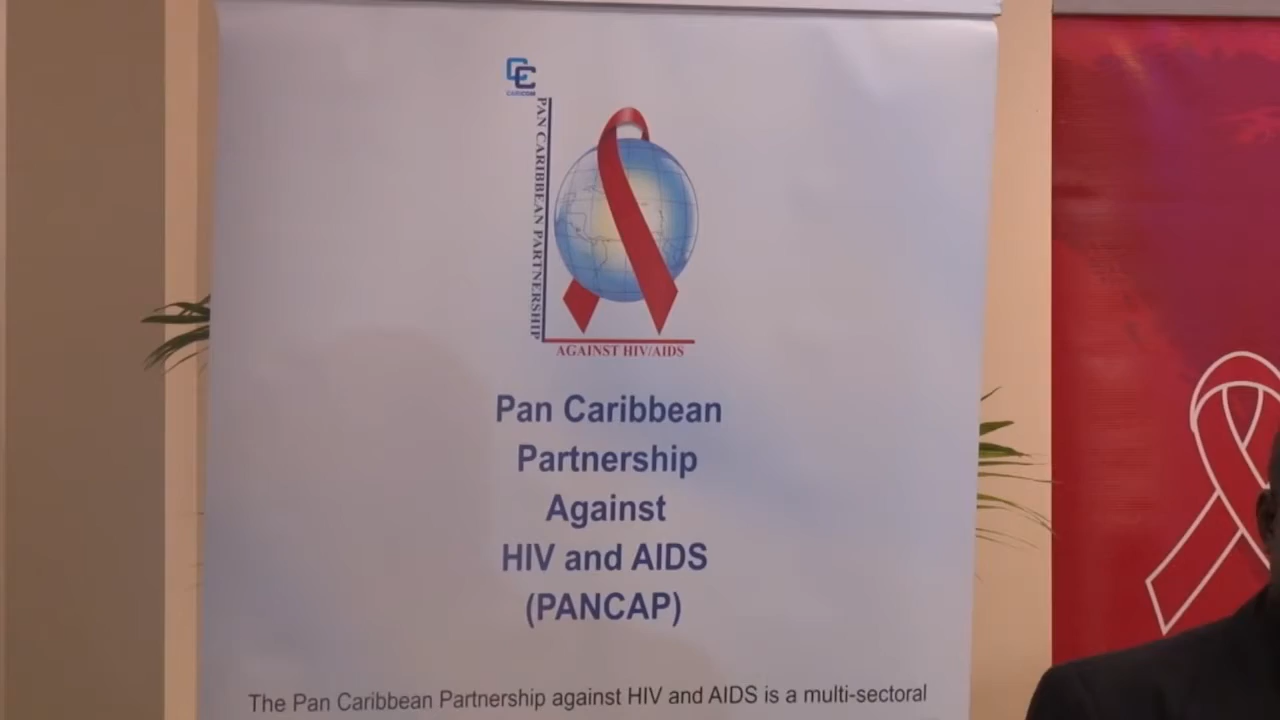 CARICOM
PAN CARIBBEAN PARTNERSHIP
AGAINST HIV/AIDS
Pan Caribbean
Partnership
Against
HIV and AIDS
(PANCAP)
The Pan Caribbean Partnership against HIV and AIDS is a multi-sectoral